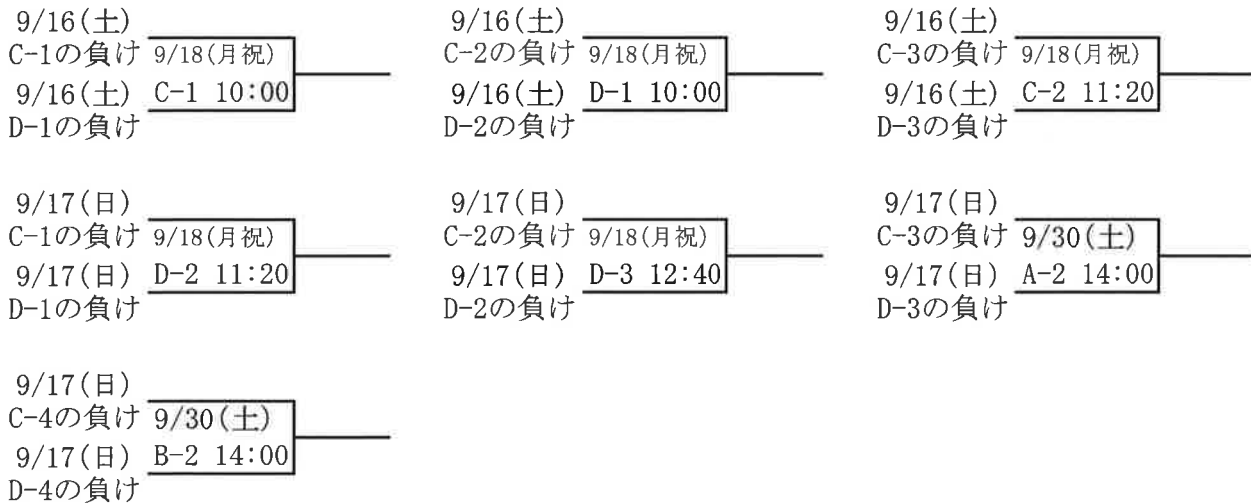 9/16(土)
C-1の負け
9/18(月祝)
C-1 10:00
9/16(土)
D-1の負け
9/16(土)
C-2の負け
9/18(月祝)
D-1 10:00
9/16(土)
D-2の負け
9/16(土)
C-3の負け
9/18(月祝)
C-2 11:20
9/16(土)
D-3の負け
9/17(日)
C-1の負け
9/18(月祝)
D-2 11:20
9/17(日)
D-1の負け
9/17(日)
C-2の負け
9/18(月祝)
D-3 12:40
9/17(日)
D-2の負け
9/17(日)
C-3の負け
9/30(土)
A-2 14:00
9/17(日)
D-3の負け
9/17(日)
C-4の負け
9/30(土)
B-2 14:00
9/17(日)
D-4の負け